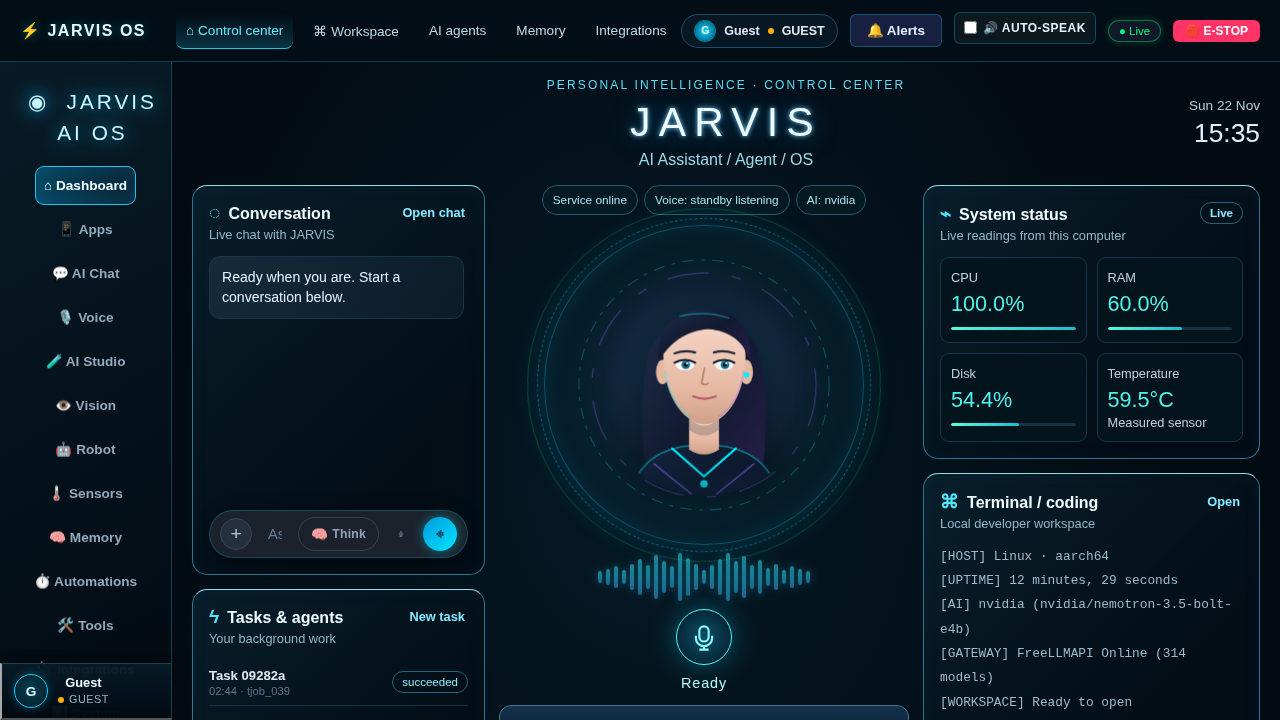 ⚡ JARVIS OS
⌂ Control center
⌘ Workspace
AI agents
Memory
Integrations
G Guest GUEST
🔔 Alerts
🔊 AUTO-SPEAK
● Live
🛑 E-STOP
◉ JARVIS
AI OS
⌂ Dashboard
📱 Apps
💬 AI Chat
🎙️ Voice
🧪 AI Studio
👁️ Vision
🤖 Robot
🌡️ Sensors
🧠 Memory
⏱️ Automations
🛠️ Tools
Integrations
G
Guest
GUEST
PERSONAL INTELLIGENCE · CONTROL CENTER
JARVIS
AI Assistant / Agent / OS
Sun 22 Nov
15:35
Conversation
Open chat
Live chat with JARVIS
Ready when you are. Start a
conversation below.
+
🧠 Think
ϟ Tasks & agents
New task
Your background work
Task 09282a
02:44 · tjob_039
succeeded
Service online
Voice: standby listening
AI: nvidia
Ready
⌁ System status
Live
Live readings from this computer
CPU
100.0%
RAM
60.0%
Disk
54.4%
Temperature
59.5°C
Measured sensor
⌘ Terminal / coding
Open
Local developer workspace
[HOST] Linux · aarch64
[UPTIME] 12 minutes, 29 seconds
[AI] nvidia (nvidia/nemotron-3.5-bolt-
e4b)
[GATEWAY] FreeLLMAPI Online (314
models)
[WORKSPACE] Ready to open